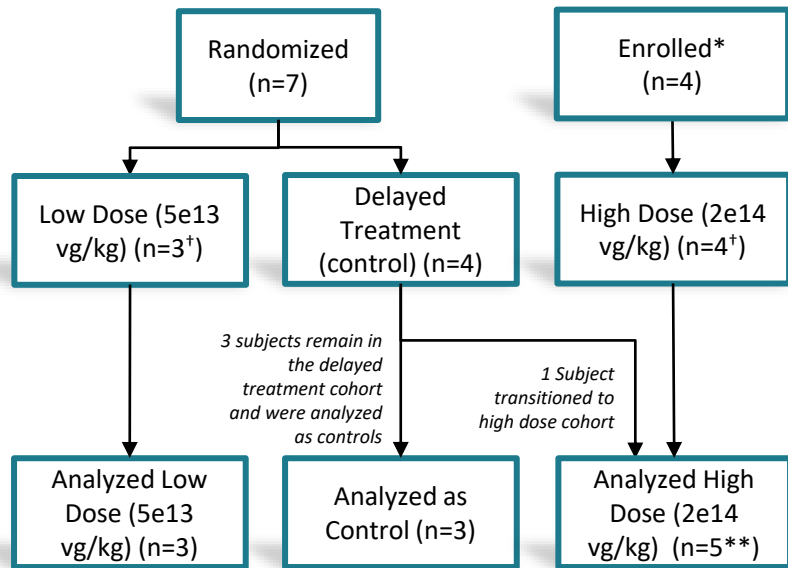 Randomized
(n=7)
Enrolled*
(n=4)
Low Dose (5e13
vg/kg) (n=3†)
Delayed
Treatment
(control) (n=4)
High Dose (2e14
vg/kg) (n=4†)
3 subjects remain in
the delayed
treatment cohort
and were analyzed
as controls
1 Subject
transitioned to
high dose cohort
Analyzed Low
Dose (5e13
vg/kg) (n=3)
Analyzed as
Control (n=3)
Analyzed High
Dose (2e14
vg/kg) (n=5**)